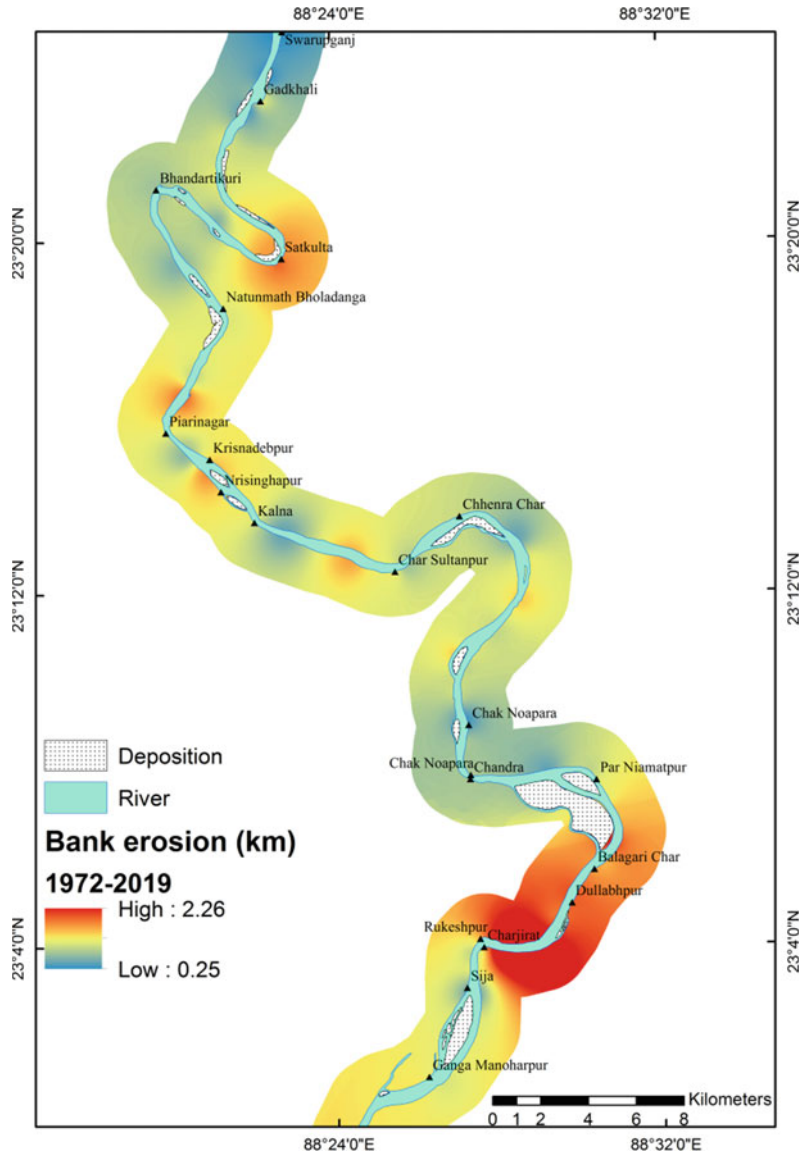 88°24'0"E
88°32'0"E
Swarupganj
Gadkhali
Bhandartikuri
23°20'0"N
23°20'0"N
Satkulta
Natunmath Bholadanga
Piarinagar
Krisnadebpur
Nrisinghapur
Kalna
Chhenra Char
Char Sultanpur
23°12'0"N
23°12'0"N
Chak Noapara
Chak Noapara
Chandra
Par Niamatpur
Deposition
River
Bank erosion (km)
1972-2019
High : 2.26
Low : 0.25
Balagari Char
Dullabhpur
Rukeshpur
Charjirat
23°4'0"N
23°4'0"N
Sija
Ganga Manoharpur
Kilometers
0 1 2 4 6 8
88°24'0"E
88°32'0"E